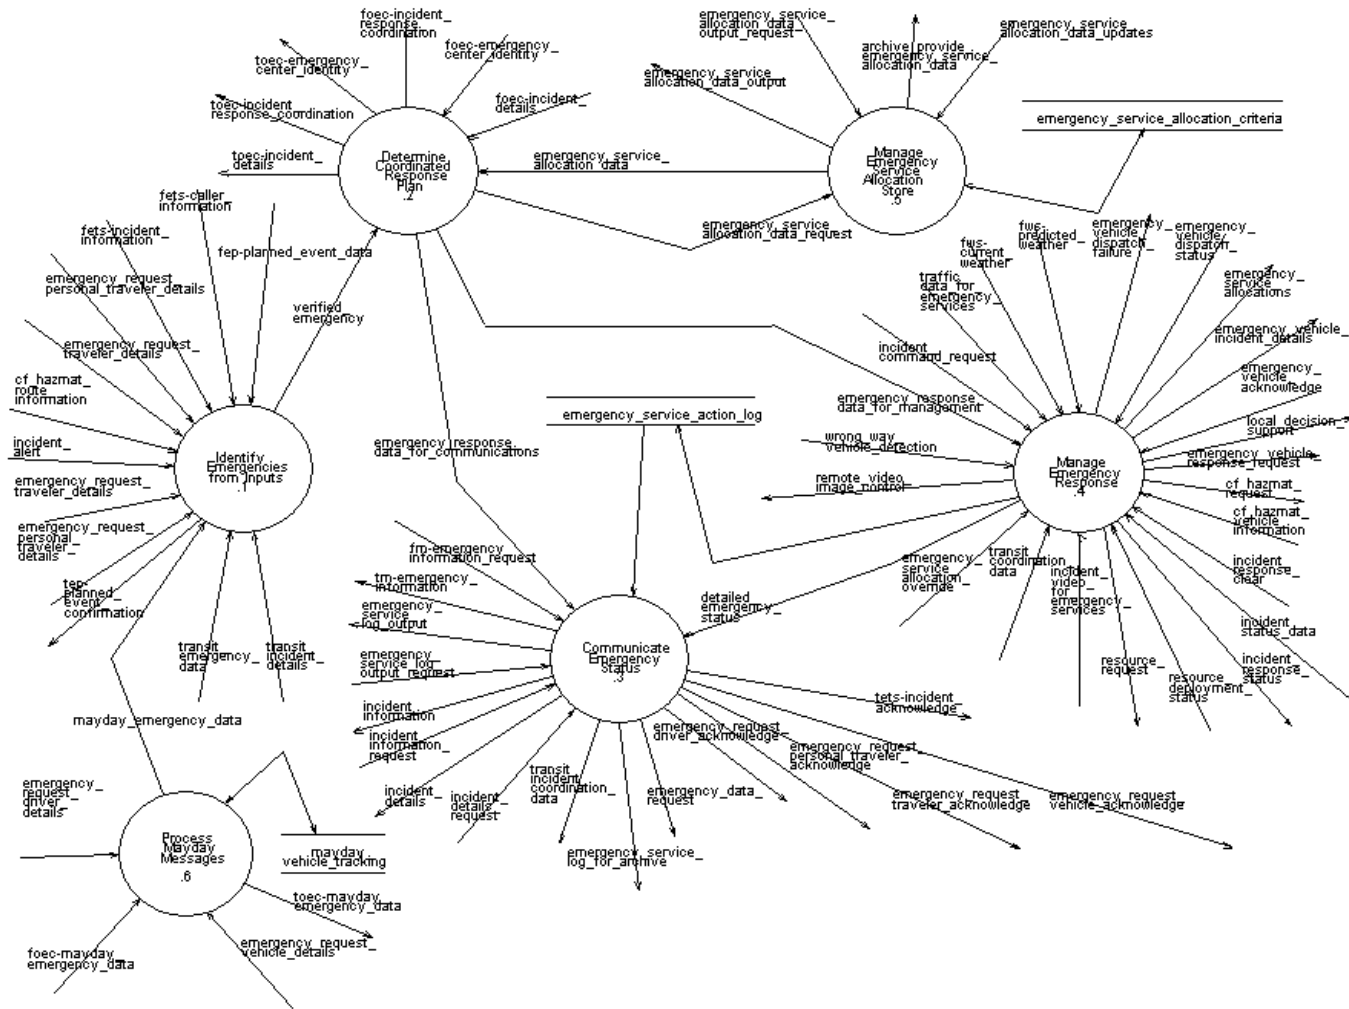 foec-incident_
response_
coordination
toec-emergency_
center_identity
foec-emergency_
center_identity
toec-incident_
response_coordination
foec-incident_
details
toec-incident_
details
Determine
Coordinated
Response
Plan
.2
emergency_service_
allocation_data_
output_request_
archive_provide_
emergency_service_
allocation_data
emergency_service_
allocation_data_updates
emergency_service_
allocation_data_output
emergency_service_allocation_criteria
emergency_service_
allocation_data
Manage
Emergency
Service
Allocation
Store
.5
emergency_service_
allocation_data_request
fets-caller_
information
fets-incident_
information
fep-planned_event_data
emergency_request_
personal_traveler_details
verified_
emergency
emergency_request_
traveler_details
cf_hazmat_
route_
information
incident_
alert
emergency_request_
traveler_details
emergency_request_
personal_
traveler_
details
tep-
planned_
event_
confirmation
Identify
Emergencies
from Inputs
.1
transit_
emergency_
data
transit_
incident_
details
mayday_emergency_data
fws-
current_
weather
fws-
predicted_
weather
emergency_
vehicle_
dispatch_
failure
emergency_
vehicle_
dispatch_
status
traffic_
data_for_
emergency_
services
emergency_
service_
allocations
incident_
command_request
emergency_vehicle_
incident_details
emergency_
vehicle_
acknowledge
emergency_response_
data_for_management
local_decision_
support
wrong_way_
vehicle_detection
emergency_vehicle_
response_request
remote_video_
image_control
cf_hazmat_
request
cf_hazmat_
vehicle_
information
Manage
Emergency
Response
.4
emergency_
service_
allocation_
override
transit_
coordination_
data
incident_
video_
for_
emergency_
services
incident_
response_
clear
incident_
status_data
incident_
response_
status
resource_
request
resource_
deployment_
status
emergency_service_action_log
emergency_response_
data_for_communications
fm-emergency_
information_request
tm-emergency_
information
emergency_
service_
log_output
emergency_
service_log_
output_request
incident_
information
incident_
information_
request
incident_
details
incident_
details_
request
detailed_
emergency_
status
Communicate
Emergency
Status
.3
transit_
incident_
coordination_
data
emergency_data_
request
emergency_service_
log_for_archive
tets-incident_
acknowledge
emergency_request_
driver_acknowledge
emergency_request_
personal_traveler_
acknowledge
emergency_request_
traveler_acknowledge
emergency_request_
vehicle_acknowledge
emergency_
request_
driver_
details
Process
Mayday
Messages
.6
mayday_
vehicle_tracking
toec-mayday_
emergency_data
emergency_request_
vehicle_details
foec-mayday_
emergency_data